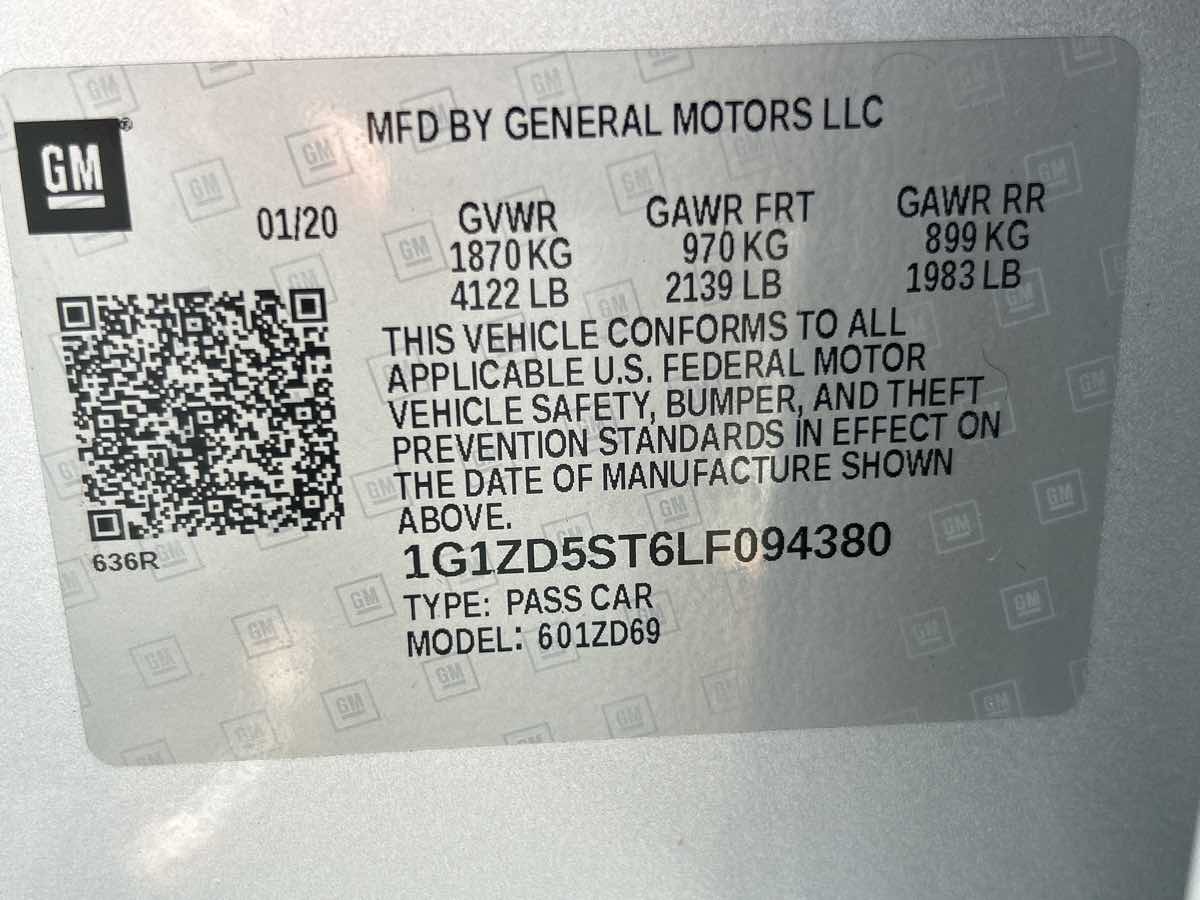 MFD BY GENERAL MOTORS LLC
GM ®
01/20 GVWR GAWR FRT GAWR RR
1870 KG 970 KG 899 KG
4122 LB 2139 LB 1983 LB
THIS VEHICLE CONFORMS TO ALL
APPLICABLE U.S. FEDERAL MOTOR
VEHICLE SAFETY, BUMPER, AND THEFT
PREVENTION STANDARDS IN EFFECT ON
THE DATE OF MANUFACTURE SHOWN
ABOVE.
636R
1G1ZD5ST6LF094380
TYPE: PASS CAR
MODEL: 601ZD69